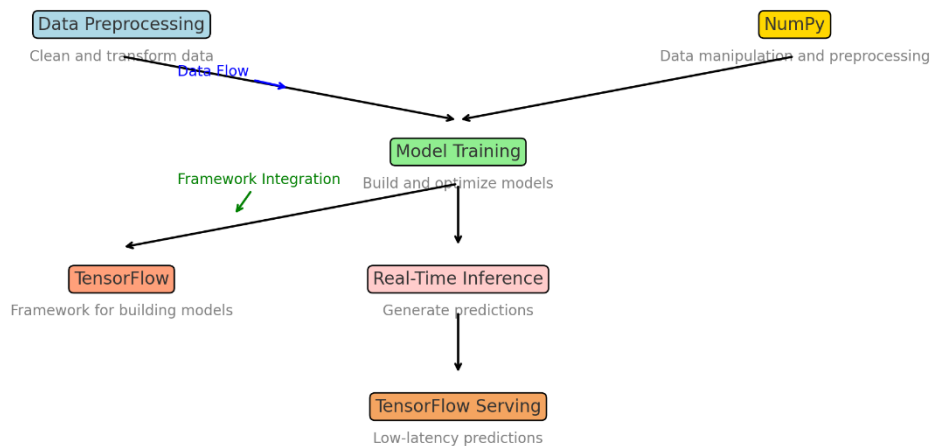 Data Preprocessing
NumPy
Clean and transform data
Data manipulation and preprocessing
Data Flow
Model Training
Framework Integration
Build and optimize models
TensorFlow
Real-Time Inference
Framework for building models
Generate predictions
TensorFlow Serving
Low-latency predictions